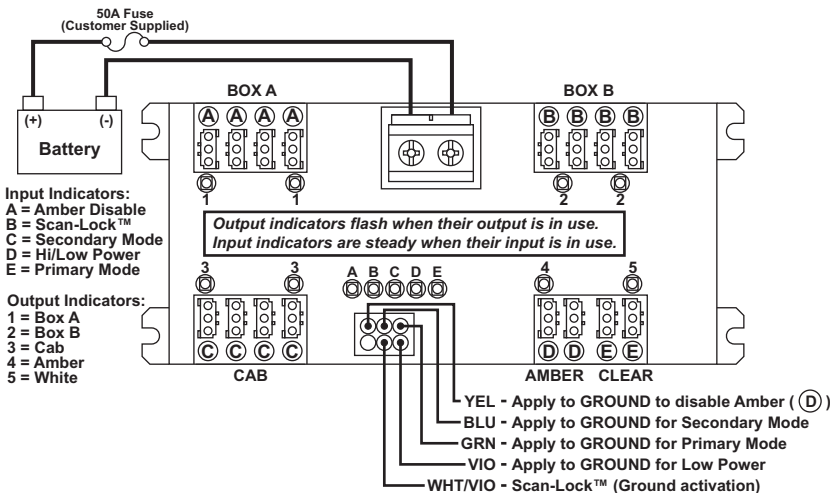 50A Fuse
(Customer Supplied)
BOX A
BOX B
(+)
(-)
Battery
A A A A
B B B B
1
1
2
2
Input Indicators:
A = Amber Disable
B = Scan-Lock™
C = Secondary Mode
D = Hi/Low Power
E = Primary Mode
Output indicators flash when their output is in use.
Input indicators are steady when their input is in use.
Output Indicators:
1 = Box A
2 = Box B
3 = Cab
4 = Amber
5 = White
3
3
A B C D E
4
5
C C C C
D D E E
CAB
AMBER CLEAR
YEL - Apply to GROUND to disable Amber ( D )
BLU - Apply to GROUND for Secondary Mode
GRN - Apply to GROUND for Primary Mode
VIO - Apply to GROUND for Low Power
WHT/VIO - Scan-Lock™ (Ground activation)